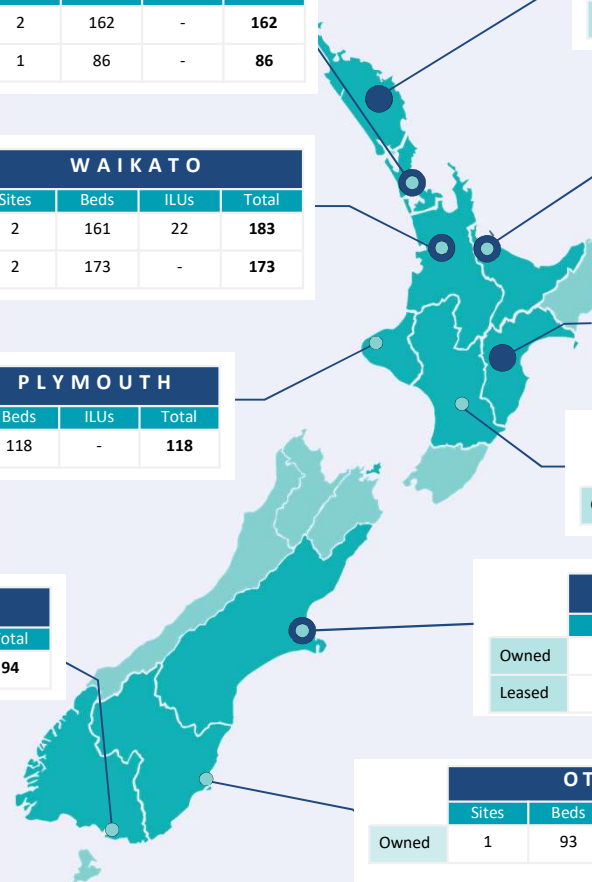 2 162 - 162
1 86 - 86
WAIKATO
Sites Beds ILUs Total
2 161 22 183
2 173 - 173
PLYMOUTH
Beds ILUs Total
118 - 118
Total
94
Owned
Leased
OT
Sites Beds
Owned 1 93